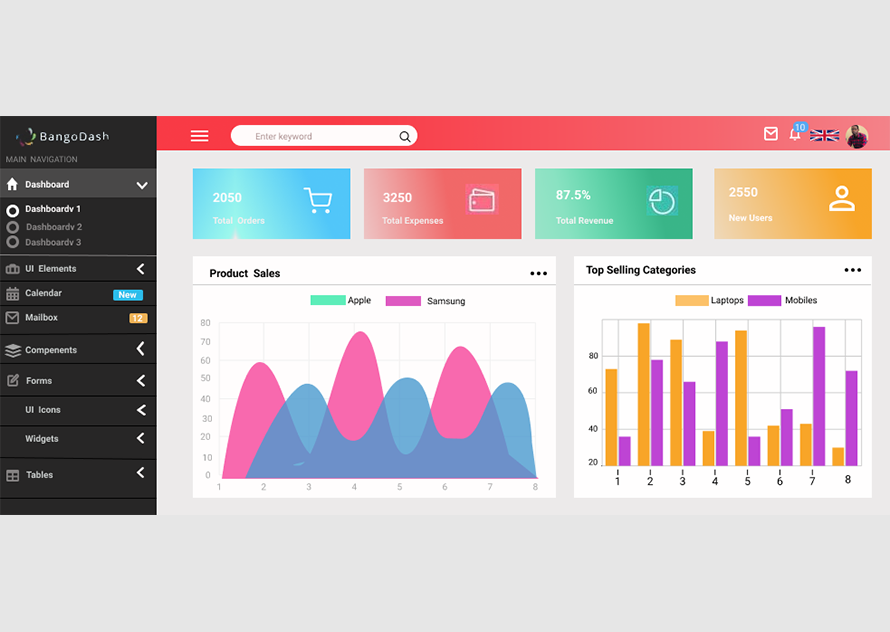 BangoDash
MAIN NAVIGATION
Dashboard
Dashboardv 1
Dashboardv 2
Dashboardv 3
UI Elements
Calendar
New
Mailbox
12
Compenents
Forms
UI Icons
Widgets
Tables
Enter keyword
10
2050
Total Orders
3250
Total Expenses
87.5%
Total Revenue
2550
New Users
Product Sales
Apple
Samsung
80
70
60
50
40
30
20
10
0
1 2 3 4 5 6 7 8
Top Selling Categories
Laptops
Mobiles
80
60
40
20
1 2 3 4 5 6 7 8